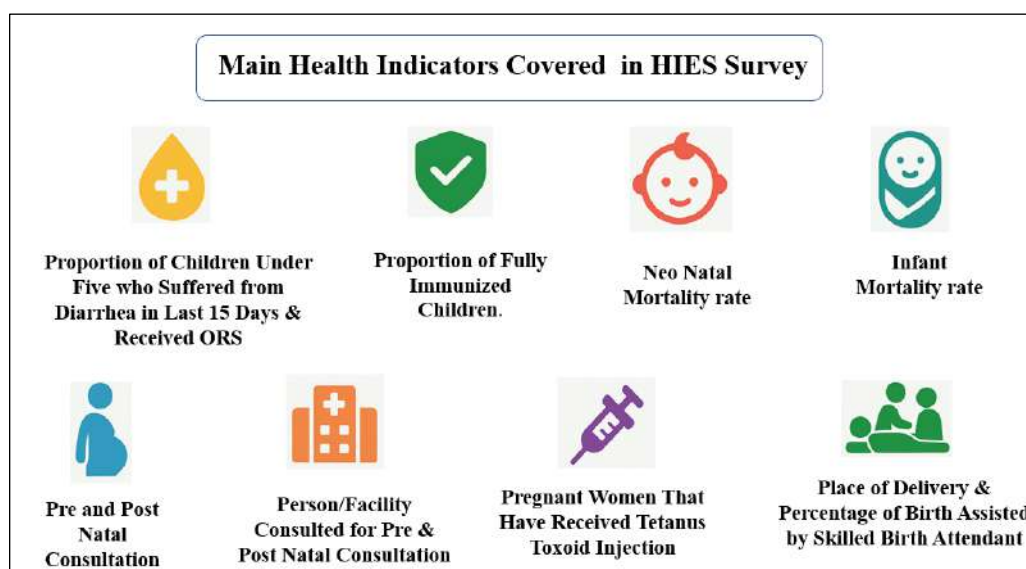 Main Health Indicators Covered in HIES Survey
Proportion of Children Under
Five who Suffered from
Diarrhea in Last 15 Days &
Received ORS
Proportion of Fully
Immunized
Children.
Neo Natal
Mortality rate
Infant
Mortality rate
Pre and Post
Natal
Consultation
Person/Facility
Consulted for Pre &
Post Natal Consultation
Pregnant Women That
Have Received Tetanus
Toxoid Injection
Place of Delivery &
Percentage of Birth Assisted
by Skilled Birth Attendant